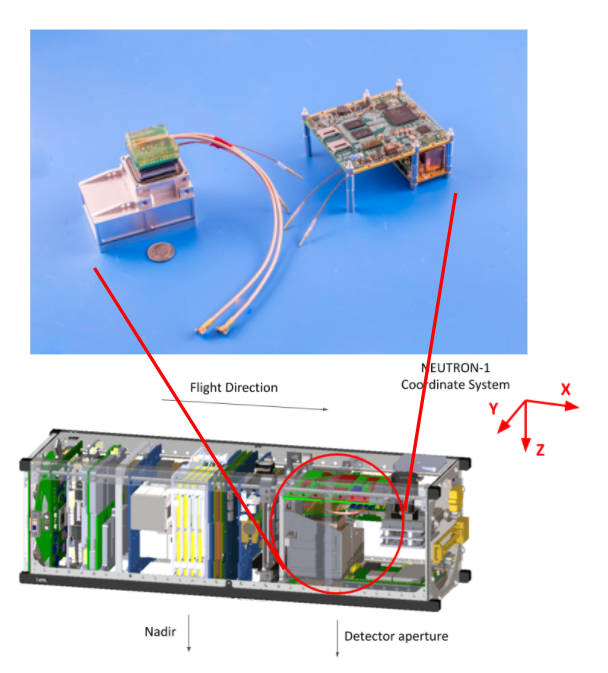 NEUTRON-1
Coordinate System
Flight Direction
X
Y
Z
Nadir
Detector aperture